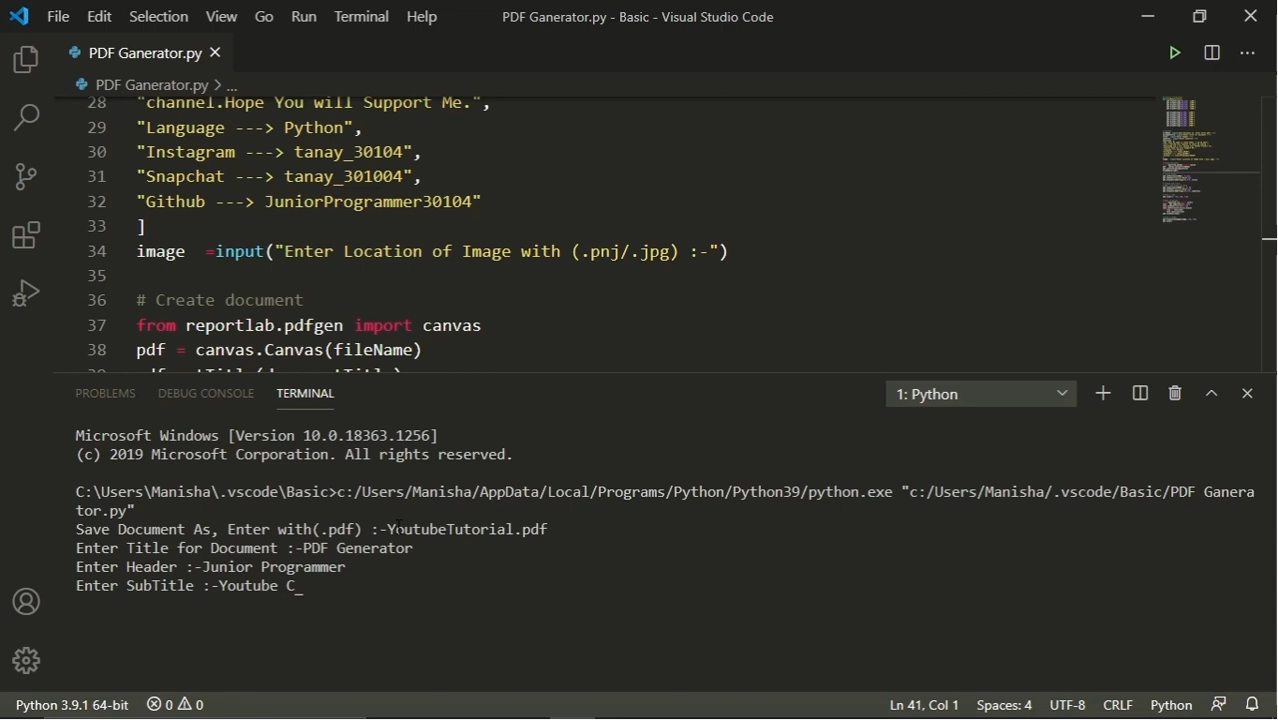 File Edit Selection View Go Run Terminal Help PDF Ganerator.py - Basic - Visual Studio Code
PDF Ganerator.py
PDF Ganerator.py > ...
28 "channel.Hope You will Support Me.",
29 "Language ---> Python",
30 "Instagram ---> tanay_30104",
31 "Snapchat ---> tanay_301004",
32 "Github ---> JuniorProgrammer30104"
33 ]
34 image =input("Enter Location of Image with (.pnj/.jpg) :-")
35
36 # Create document
37 from reportlab.pdfgen import canvas
38 pdf = canvas.Canvas(fileName)
PROBLEMS DEBUG CONSOLE TERMINAL 1: Python
Microsoft Windows [Version 10.0.18363.1256]
(c) 2019 Microsoft Corporation. All rights reserved.
C:\Users\Manisha\.vscode\Basic>c:/Users/Manisha/AppData/Local/Programs/Python/Python39/python.exe "c:/Users/Manisha/.vscode/Basic/PDF Ganera
tor.py"
Save Document As, Enter with(.pdf) :-YoutubeTutorial.pdf
Enter Title for Document :-PDF Generator
Enter Header :-Junior Programmer
Enter SubTitle :-Youtube C_
Python 3.9.1 64-bit 0 0 Ln 41, Col 1 Spaces: 4 UTF-8 CRLF Python